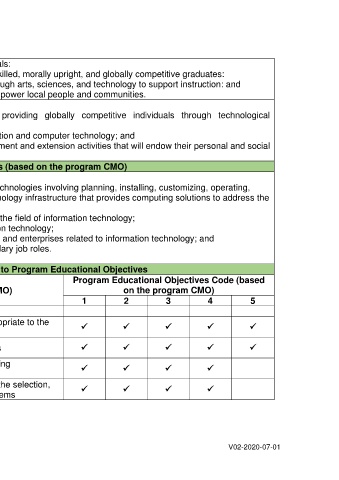 als:
killed, morally upright, and globally competitive graduates:
ugh arts, sciences, and technology to support instruction: and
power local people and communities.
providing globally competitive individuals through technological
tion and computer technology; and
ment and extension activities that will endow their personal and social
s (based on the program CMO)
chnologies involving planning, installing, customizing, operating,
nology infrastructure that provides computing solutions to address the
the field of information technology;
on technology;
and enterprises related to information technology; and
dary job roles.
to Program Educational Objectives
MO)
Program Educational Objectives Code (based
on the program CMO)
1 2 3 4 5
opriate to the
✓ ✓ ✓ ✓ ✓
s
✓ ✓ ✓ ✓ ✓
ing
✓ ✓ ✓ ✓
he selection,
ems
✓ ✓ ✓ ✓
V02-2020-07-01